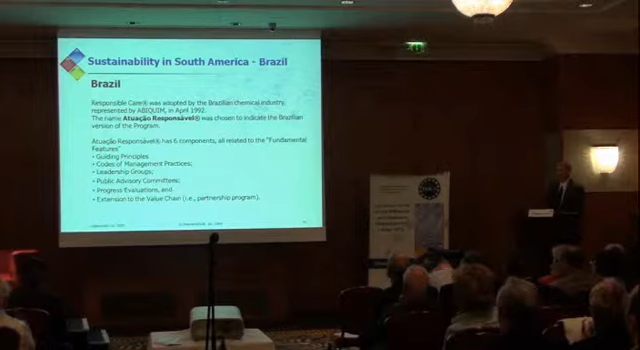 Sustainability in South America - Brazil
Brazil
Responsible Care® was adopted by the Brazilian chemical industry,
represented by ABIQUIM, in April 1992.
The name Atuação Responsável® was chosen to indicate the Brazilian
version of the Program.
Atuação Responsável® has 6 components, all related to the "Fundamental
Features"
• Guiding Principles
• Codes of Management Practices;
• Leadership Groups;
• Public Advisory Committees;
• Progress Evaluations, and
• Extension to the Value Chain (i.e., partnership program).